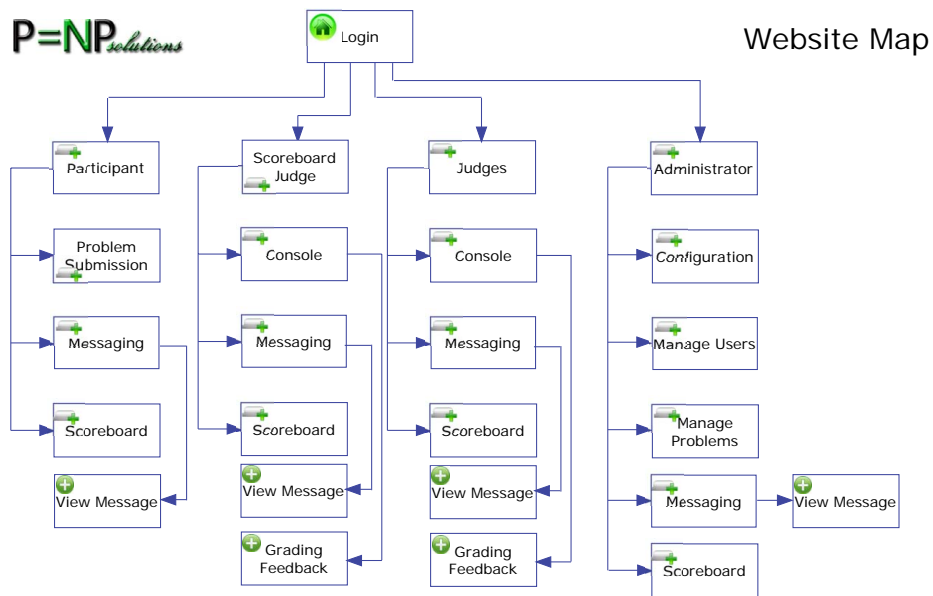 P=NP solutions
Website Map
Login
Participant
Scoreboard
Judge
Judges
Administrator
Problem
Submission
Console
Console
Configuration
Messaging
Messaging
Messaging
Manage Users
Scoreboard
Scoreboard
Scoreboard
Manage
Problems
View Message
View Message
View Message
Messaging
View Message
Grading
Feedback
Grading
Feedback
Scoreboard